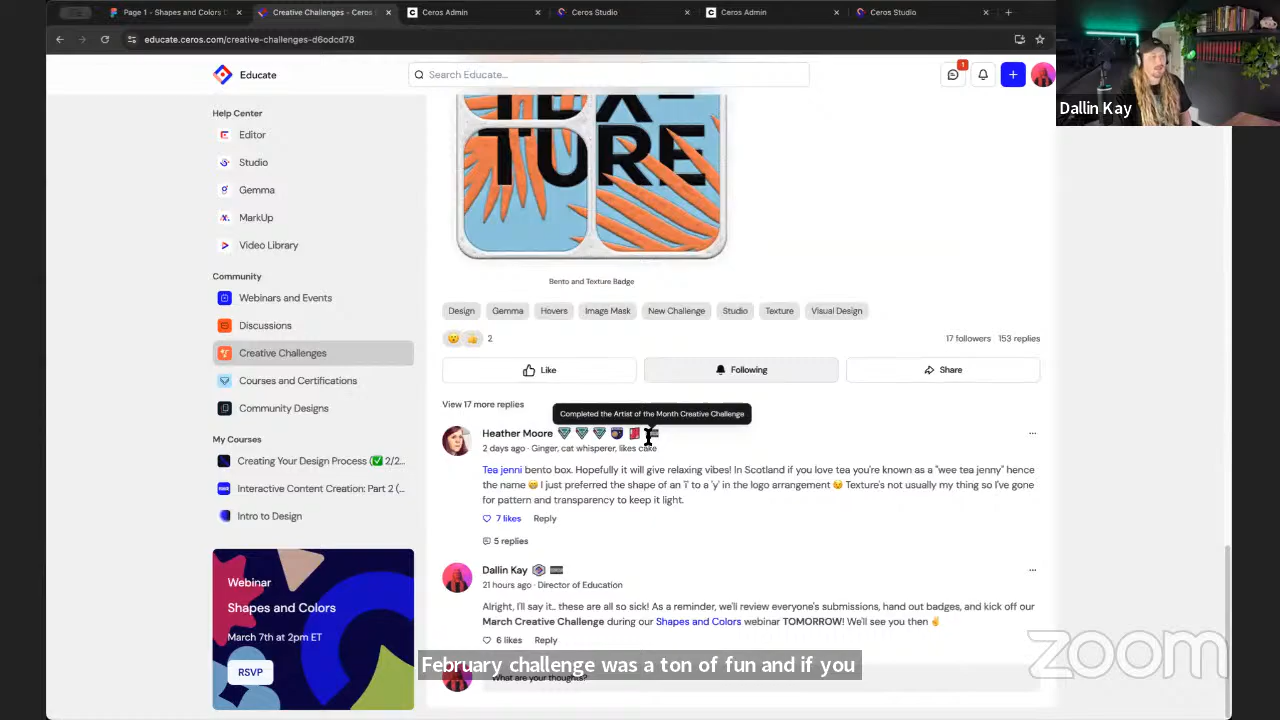 Page 1 - Shapes and Colors (
Creative Challenges - Ceros
Ceros Admin
Ceros Studio
Ceros Admin
Ceros Studio
educate.ceros.com/creative-challenges-d6odcd78
Educate
Search Educate...
1
Dallin Kay
Help Center
Editor
Studio
Gemma
MarkUp
Video Library
Community
Webinars and Events
Discussions
Creative Challenges
Courses and Certifications
Community Designs
My Courses
Creating Your Design Process (✅ 2/2...
Interactive Content Creation: Part 2 (...
Intro to Design
Webinar
Shapes and Colors
March 7th at 2pm ET
RSVP
TEX-
TURE
Bento and Texture Badge
Design Gemma Hovers Image Mask New Challenge Studio Texture Visual Design
😮 👍 2
17 followers 153 replies
Like Following Share
View 17 more replies
Completed the Artist of the Month Creative Challenge
Heather Moore
2 days ago · Ginger, cat whisperer, likes cake
Tea jenni bento box. Hopefully it will give relaxing vibes! In Scotland if you love tea you're known as a "wee tea jenny" hence
the name 😁 I just preferred the shape of an 'i' to a 'y' in the logo arrangement 😉 Texture's not usually my thing so I've gone
for pattern and transparency to keep it light.
7 likes Reply
5 replies
Dallin Kay
21 hours ago · Director of Education
Alright, I'll say it.. these are all so sick! As a reminder, we'll review everyone's submissions, hand out badges, and kick off our
March Creative Challenge during our Shapes and Colors webinar TOMORROW! We'll see you then ✌
6 likes Reply
What are your thoughts?
February challenge was a ton of fun and if you
zoom